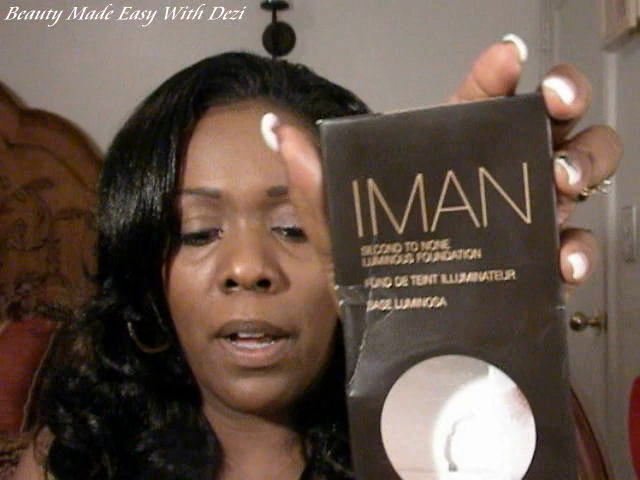 Beauty Made Easy With Dezi
IMAN
SECOND TO NONE
LUMINOUS FOUNDATION
FOND DE TEINT ILLUMINATEUR
BASE LUMINOSA